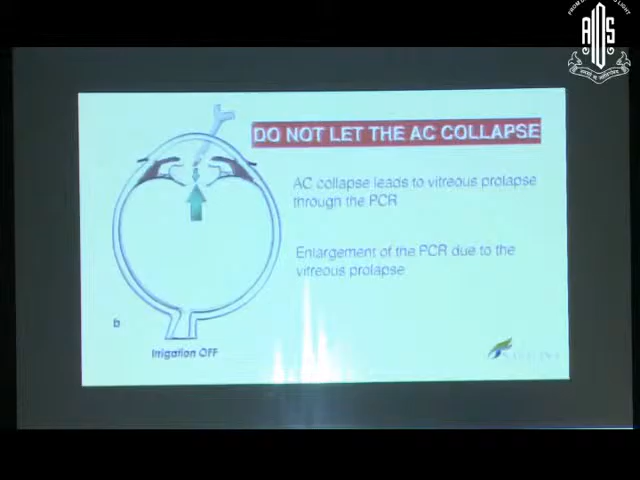 AIOS
DO NOT LET THE AC COLLAPSE
AC collapse leads to vitreous prolapse
through the PCR
Enlargement of the PCR due to the
vitreous prolapse
b
Irrigation OFF